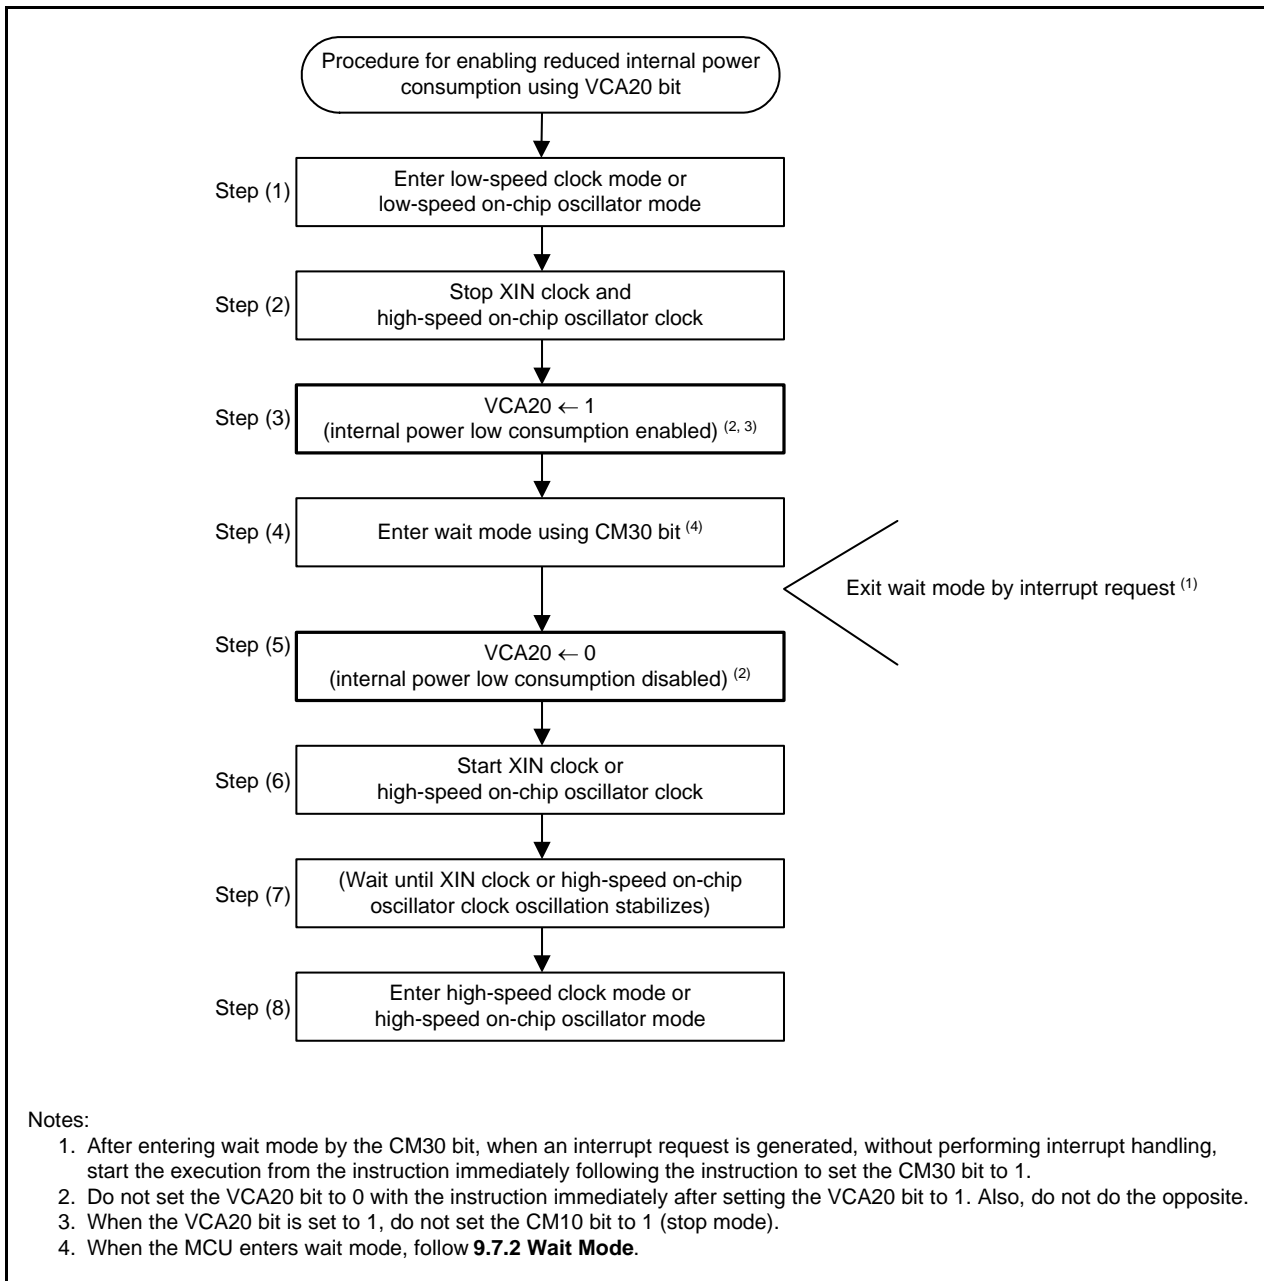 Procedure for enabling reduced internal power
consumption using VCA20 bit
Step (1)
Enter low-speed clock mode or
low-speed on-chip oscillator mode
Step (2)
Stop XIN clock and
high-speed on-chip oscillator clock
Step (3)
VCA20 ← 1
(internal power low consumption enabled) (2, 3)
Step (4)
Enter wait mode using CM30 bit (4)
Exit wait mode by interrupt request (1)
Step (5)
VCA20 ← 0
(internal power low consumption disabled) (2)
Step (6)
Start XIN clock or
high-speed on-chip oscillator clock
Step (7)
(Wait until XIN clock or high-speed on-chip
oscillator clock oscillation stabilizes)
Step (8)
Enter high-speed clock mode or
high-speed on-chip oscillator mode
Notes:
1. After entering wait mode by the CM30 bit, when an interrupt request is generated, without performing interrupt handling,
start the execution from the instruction immediately following the instruction to set the CM30 bit to 1.
2. Do not set the VCA20 bit to 0 with the instruction immediately after setting the VCA20 bit to 1. Also, do not do the opposite.
3. When the VCA20 bit is set to 1, do not set the CM10 bit to 1 (stop mode).
4. When the MCU enters wait mode, follow 9.7.2 Wait Mode.